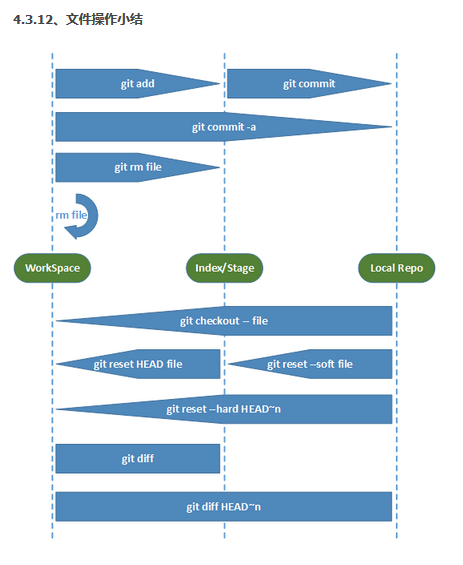 4.3.12、文件操作小结
git add
git commit
git commit -a
git rm file
rm file
WorkSpace
Index/Stage
Local Repo
git checkout -- file
git reset HEAD file
git reset --soft file
git reset --hard HEAD~n
git diff
git diff HEAD~n